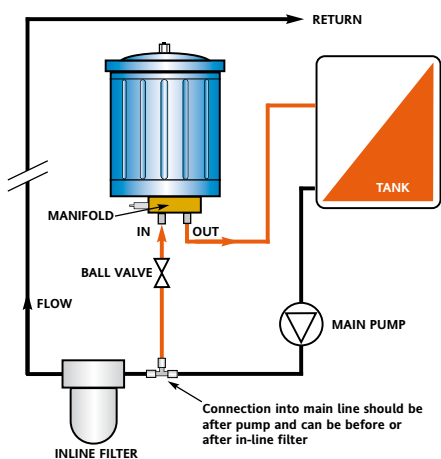 RETURN
TANK
MANIFOLD
IN
OUT
BALL VALVE
FLOW
MAIN PUMP
Connection into main line should be
after pump and can be before or
after in-line filter
INLINE FILTER